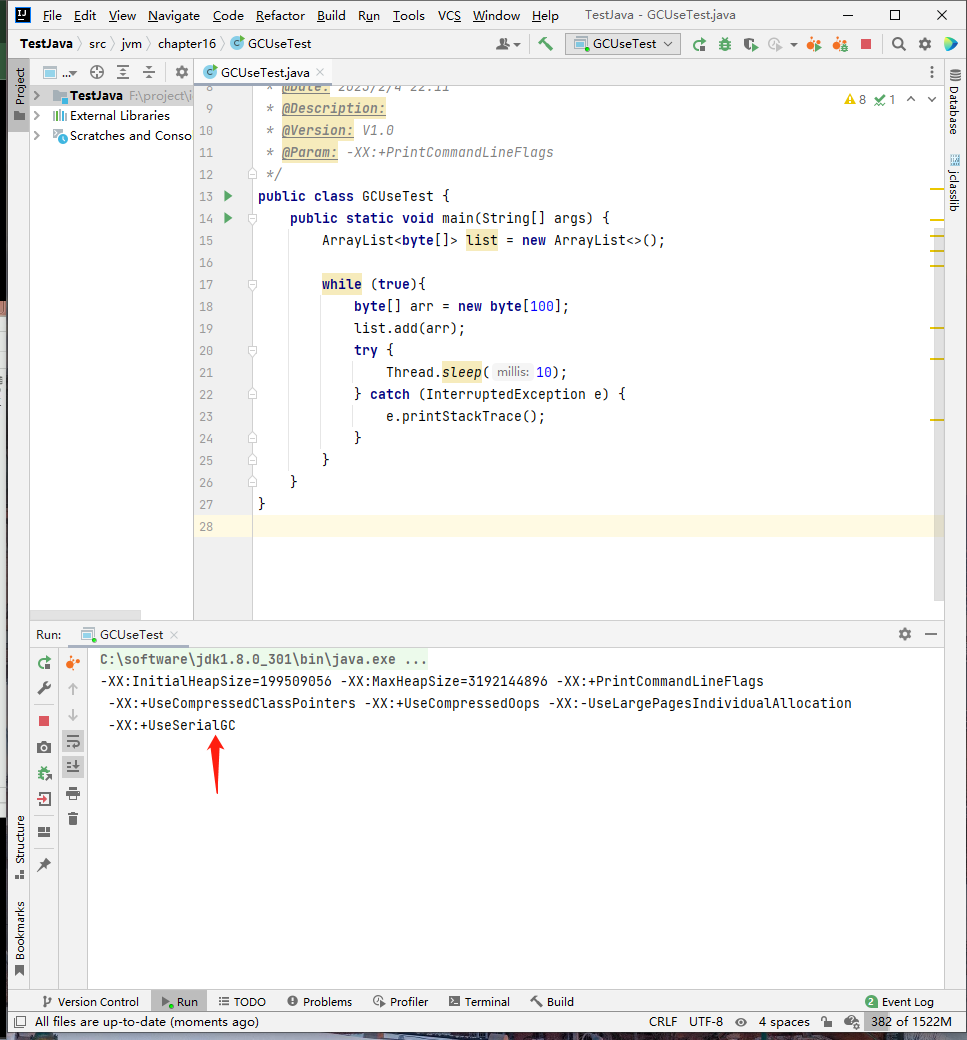 File Edit View Navigate Code Refactor Build Run Tools VCS Window Help TestJava - GCUseTest.java
TestJava src jvm chapter16 GCUseTest
GCUseTest
Project
...
GCUseTest.java
TestJava F:\project\i
External Libraries
Scratches and Conso
8 * @Date: 2025/2/4 22:11
9 * @Description:
10 * @Version: V1.0
11 * @Param: -XX:+PrintCommandLineFlags
12 */
13 public class GCUseTest {
14 public static void main(String[] args) {
15 ArrayList<byte[]> list = new ArrayList<>();
16
17 while (true){
18 byte[] arr = new byte[100];
19 list.add(arr);
20 try {
21 Thread.sleep( millis: 10);
22 } catch (InterruptedException e) {
23 e.printStackTrace();
24 }
25 }
26 }
27 }
28
8 1
Database
jclasslib
Run: GCUseTest
C:\software\jdk1.8.0_301\bin\java.exe ...
-XX:InitialHeapSize=199509056 -XX:MaxHeapSize=3192144896 -XX:+PrintCommandLineFlags
-XX:+UseCompressedClassPointers -XX:+UseCompressedOops -XX:-UseLargePagesIndividualAllocation
-XX:+UseSerialGC
Structure
Bookmarks
Version Control Run TODO Problems Profiler Terminal Build 2 Event Log
All files are up-to-date (moments ago) CRLF UTF-8 4 spaces 382 of 1522M